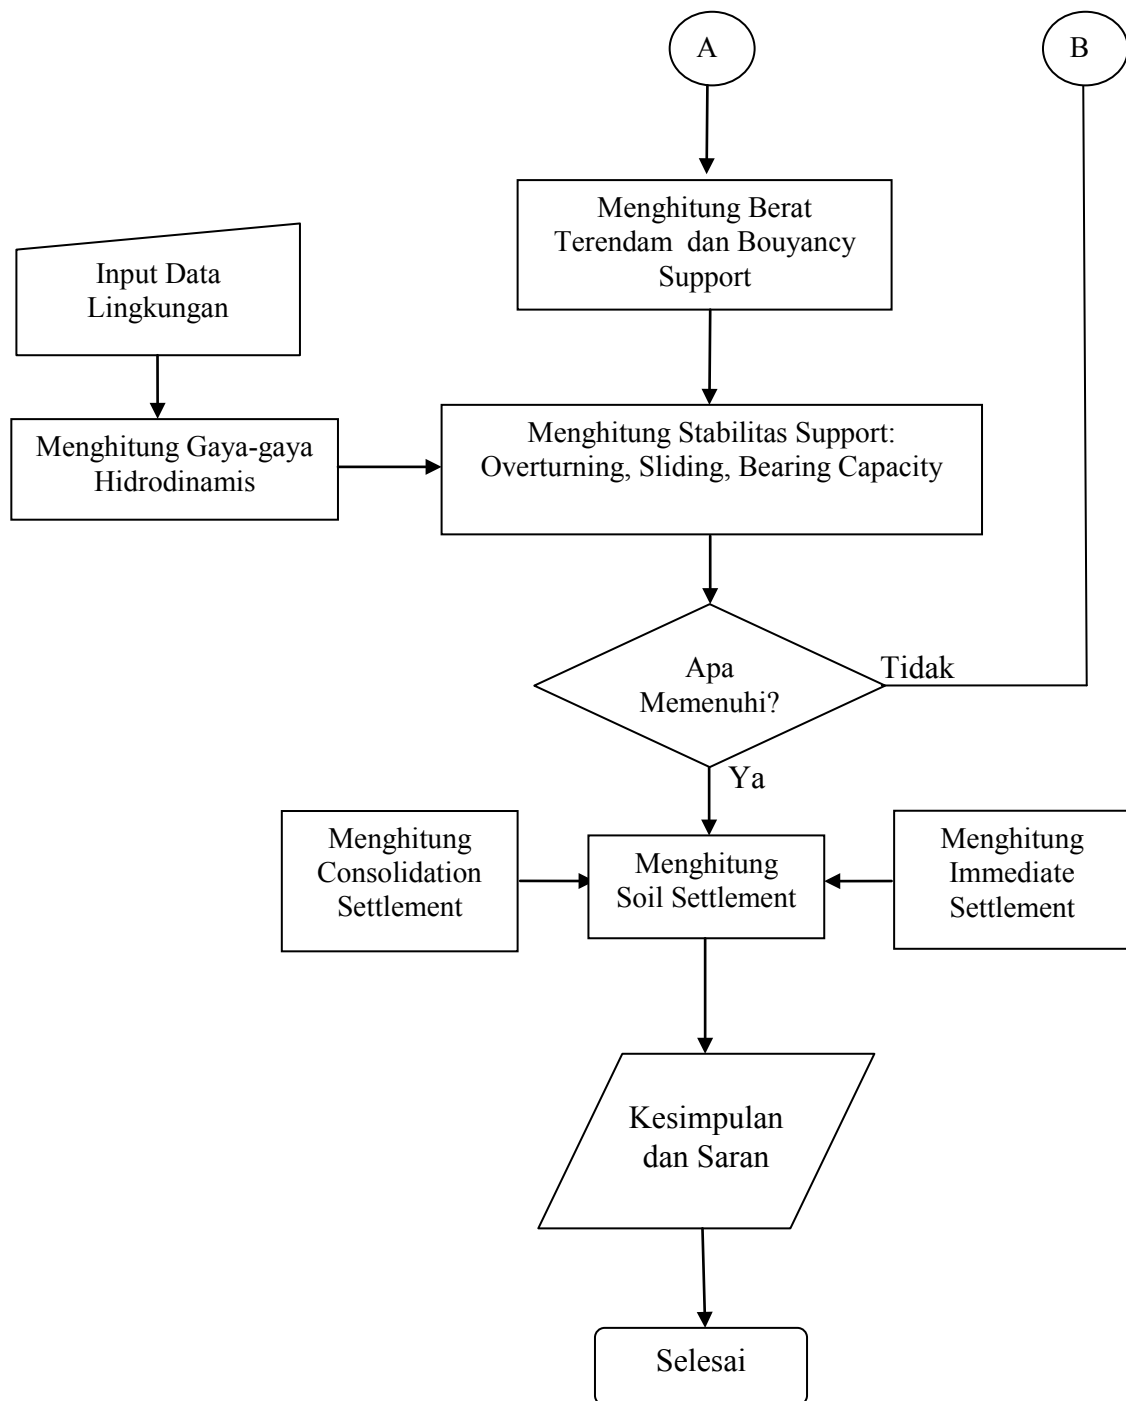 A
B
Menghitung Berat
Terendam dan Bouyancy
Support
Input Data
Lingkungan
Menghitung Gaya-gaya
Hidrodinamis
Menghitung Stabilitas Support:
Overturning, Sliding, Bearing Capacity
Apa
Memenuhi?
Tidak
Ya
Menghitung
Consolidation
Settlement
Menghitung
Soil Settlement
Menghitung
Immediate
Settlement
Kesimpulan
dan Saran
Selesai